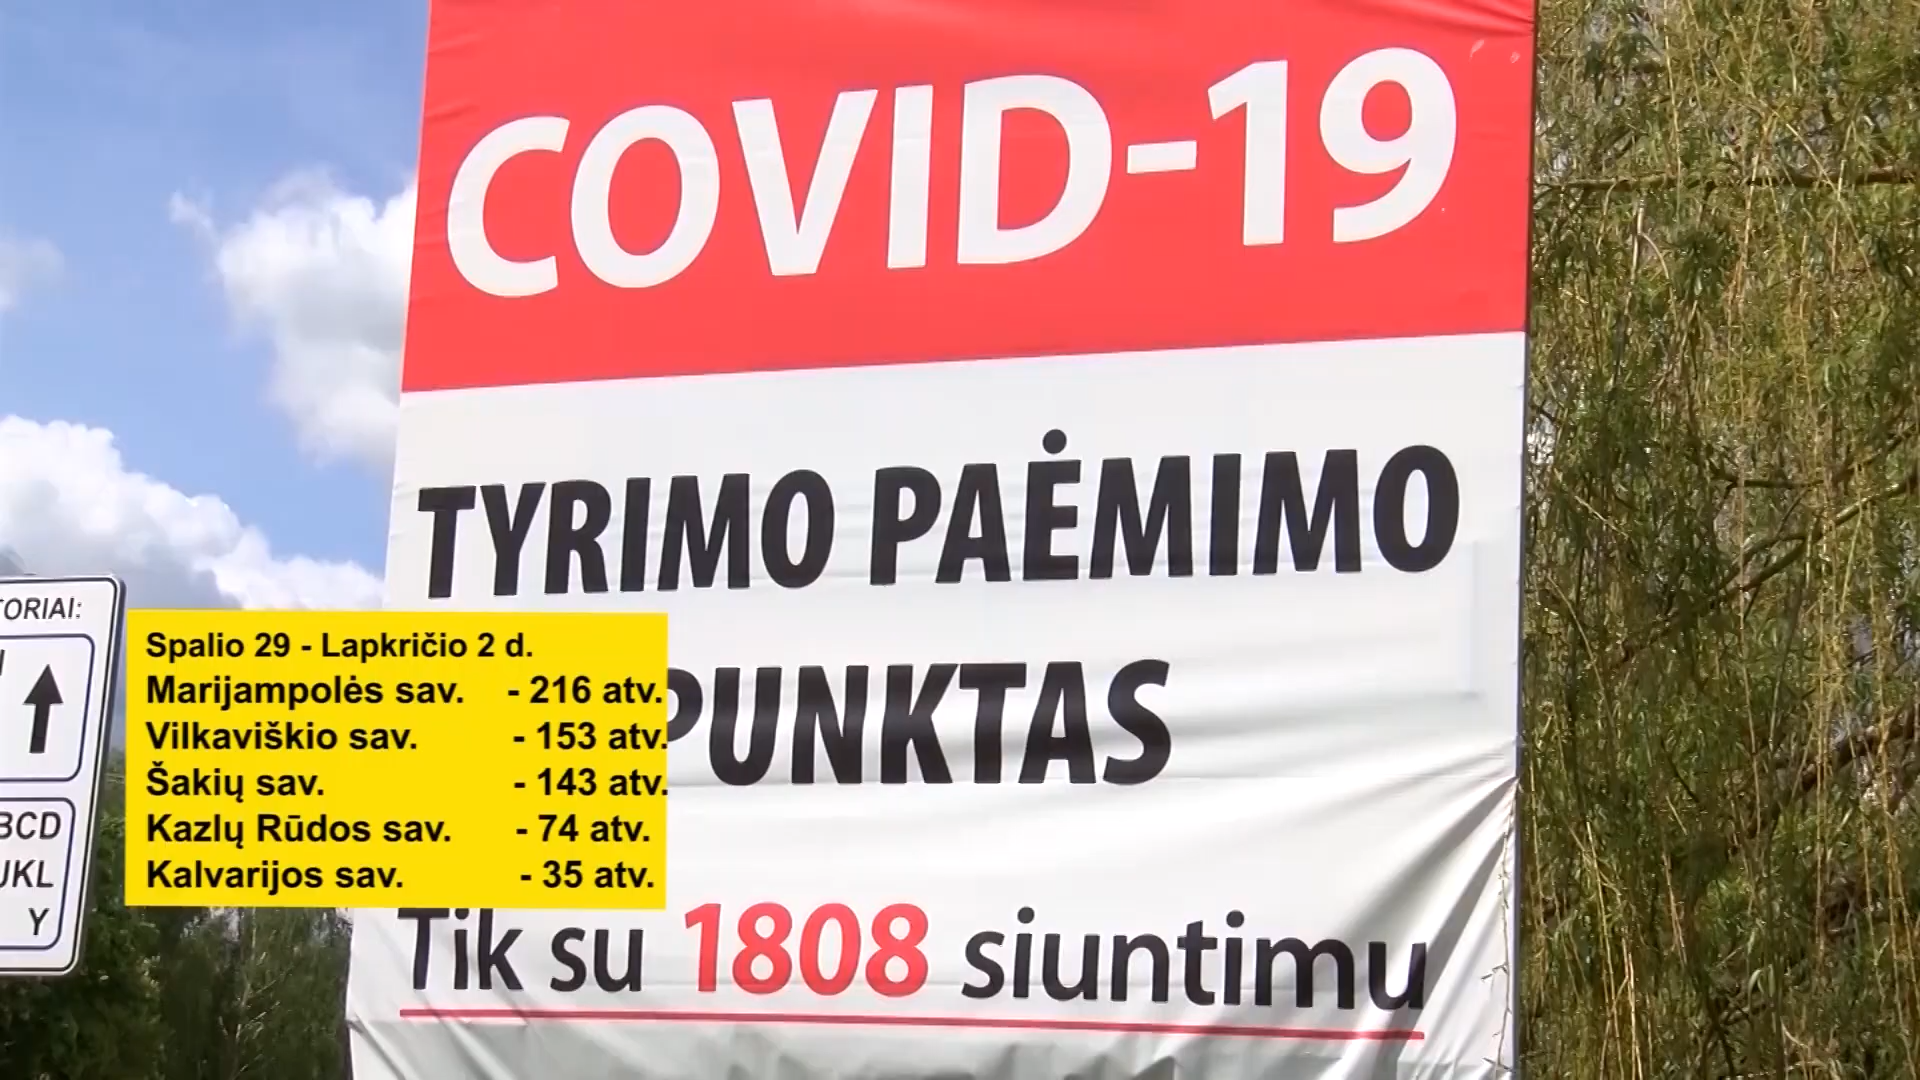 COVID-19
TYRIMO PAĖMIMO
PUNKTAS
Tik su 1808 siuntimu
TORIAI:
BCD
JKL
Y
Spalio 29 - Lapkričio 2 d.
Marijampolės sav. - 216 atv.
Vilkaviškio sav. - 153 atv.
Šakių sav. - 143 atv.
Kazlų Rūdos sav. - 74 atv.
Kalvarijos sav. - 35 atv.